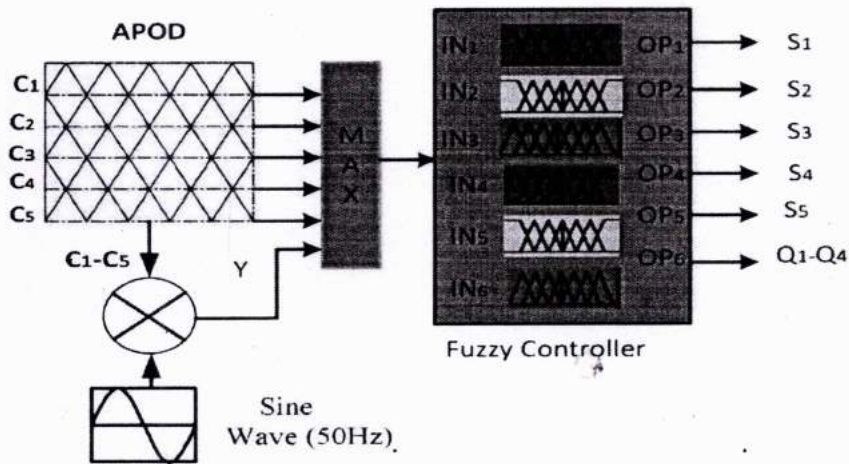 APOD
C1
C2
C3
C4
C5
C1-C5
Y
MAX
IN1
IN2
IN3
IN4
IN5
IN6
OP1
OP2
OP3
OP4
OP5
OP6
S1
S2
S3
S4
S5
Q1-Q4
Fuzzy Controller
Sine
Wave (50Hz)